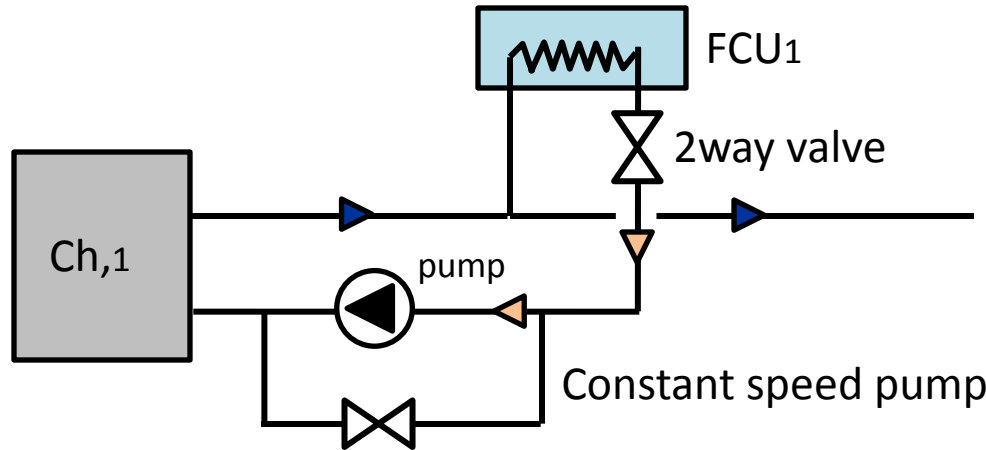 FCU1
2way valve
Ch,1
pump
Constant speed pump